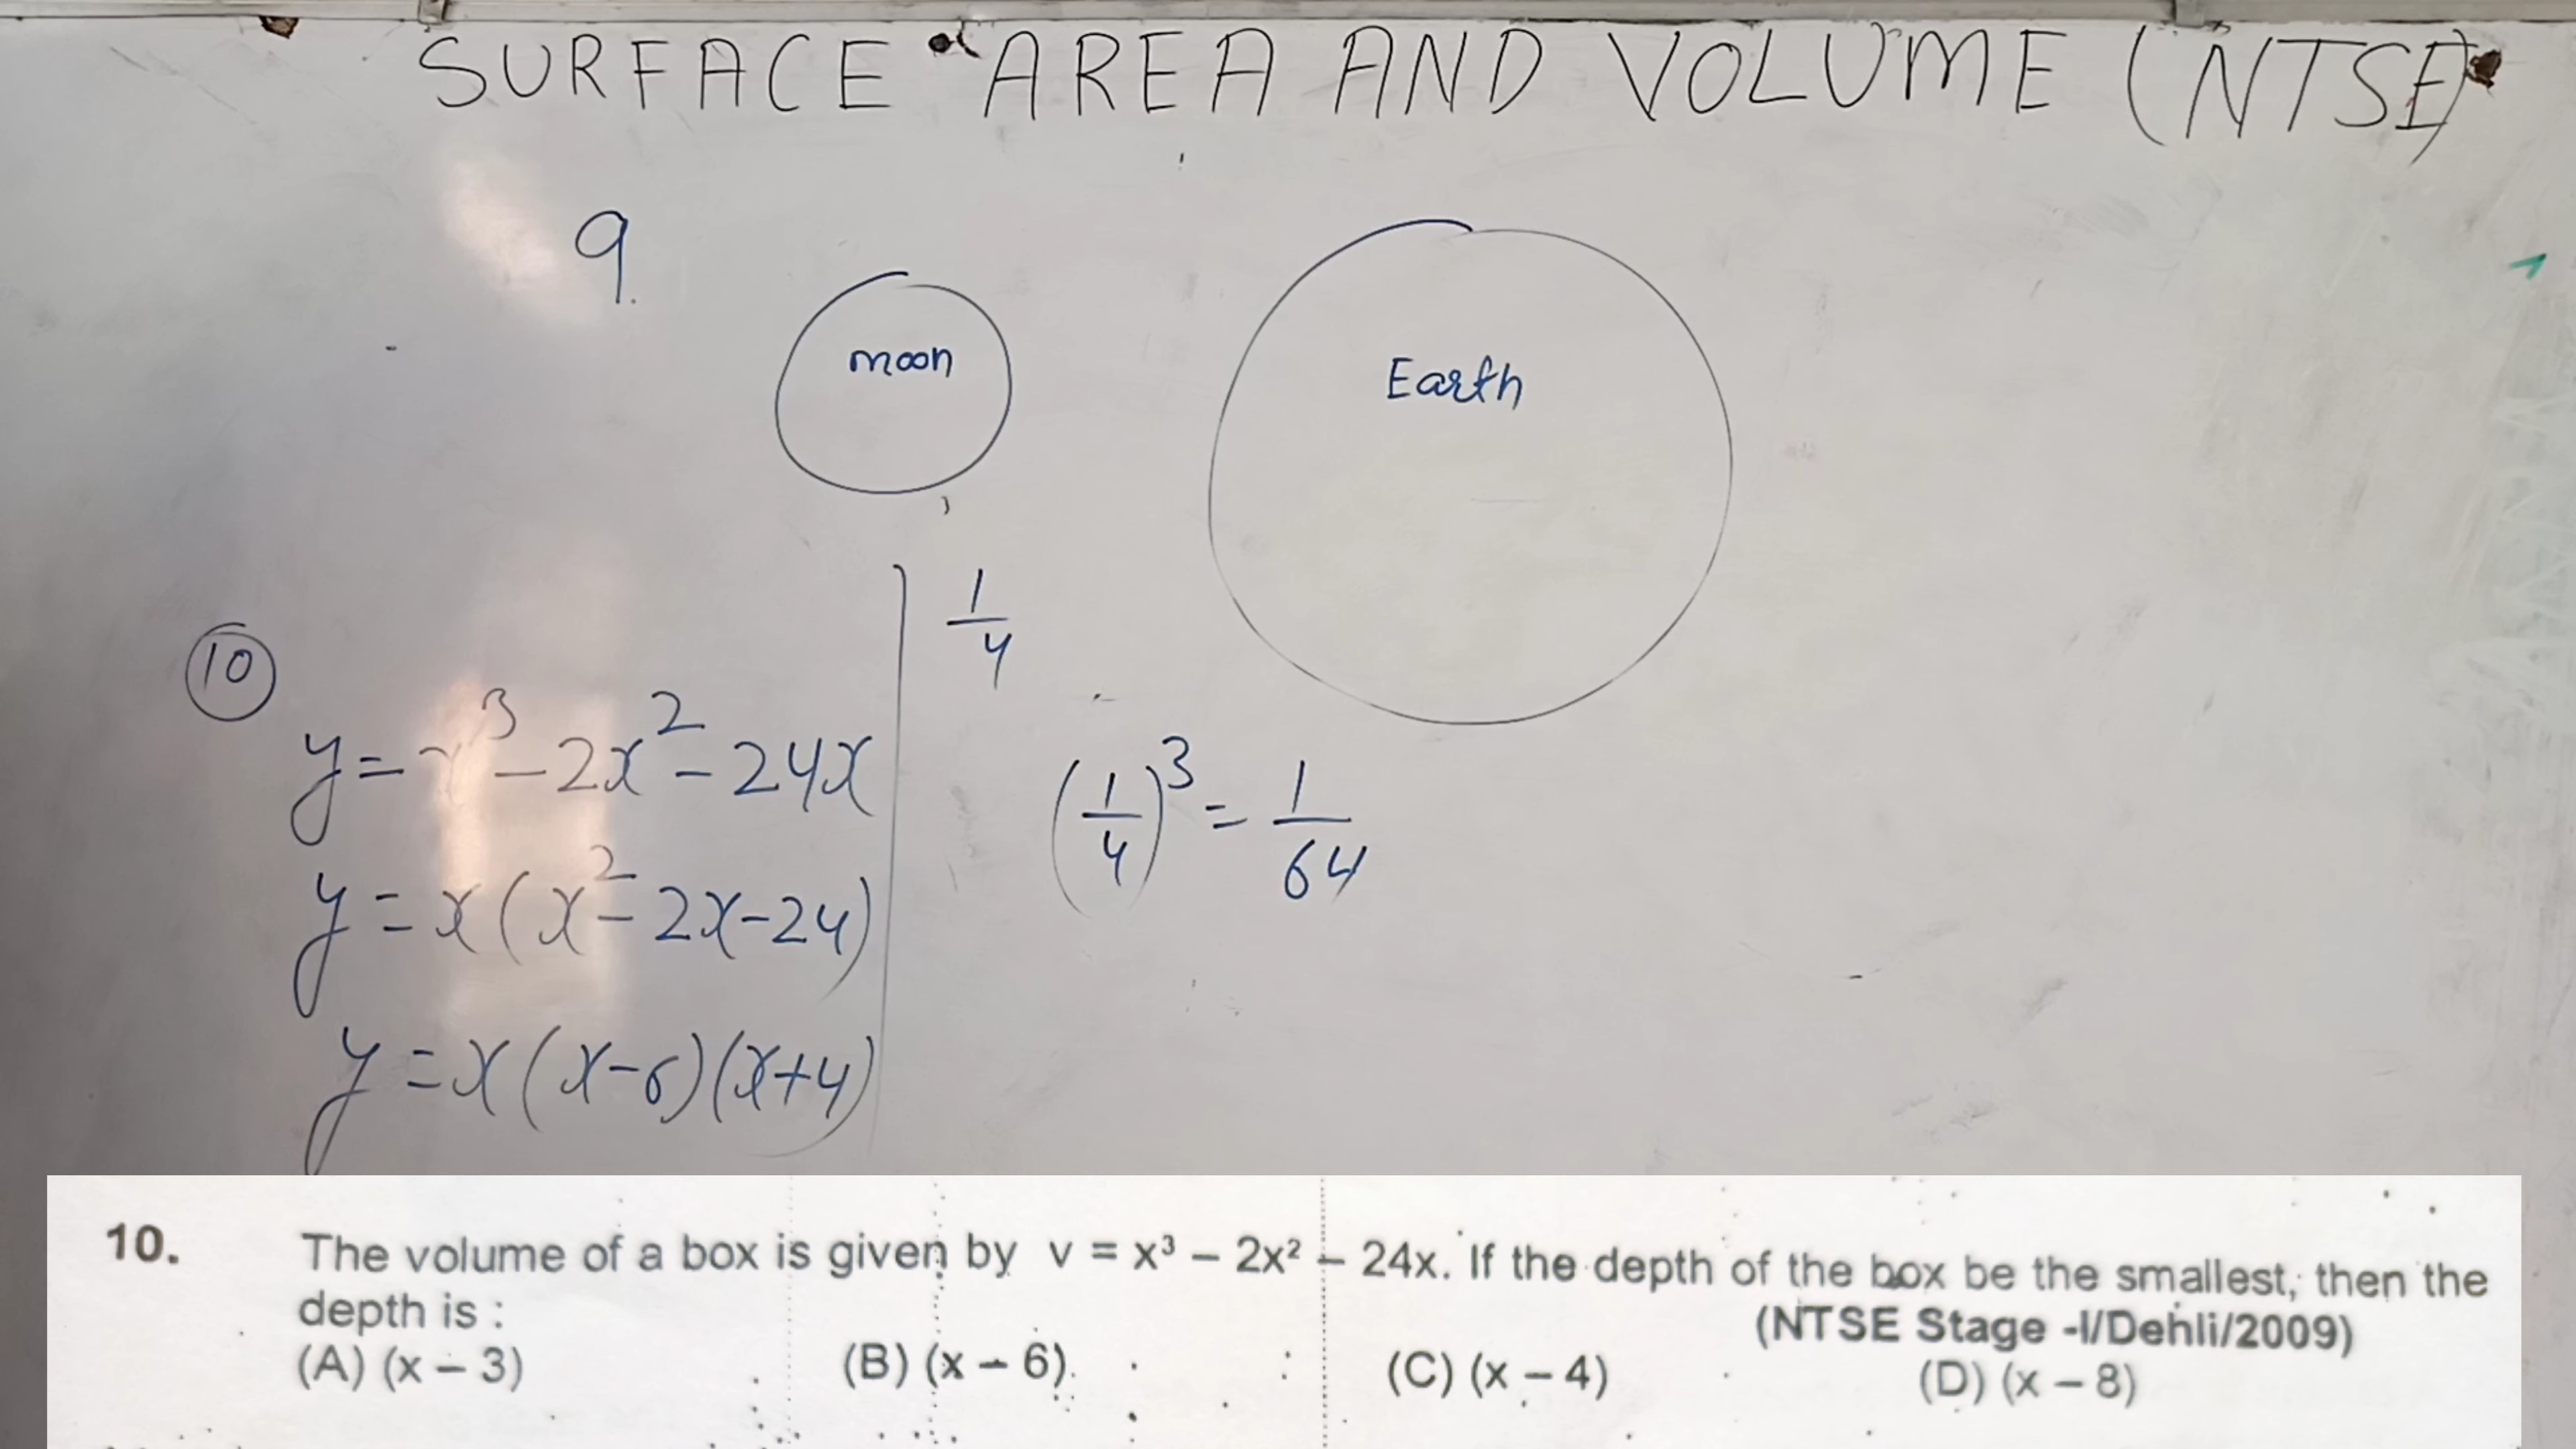 SURFACE AREA AND VOLUME (NTSE)
9.
moon
Earth
1/4
(1/4)³ = 1/64
10
y = x³ - 2x² - 24x
y = x(x² - 2x - 24)
y = x(x-6)(x+4)
10. The volume of a box is given by v = x³ – 2x² – 24x. If the depth of the box be the smallest, then the
depth is :
(NTSE Stage -I/Dehli/2009)
(A) (x – 3) (B) (x – 6) (C) (x – 4) (D) (x – 8)